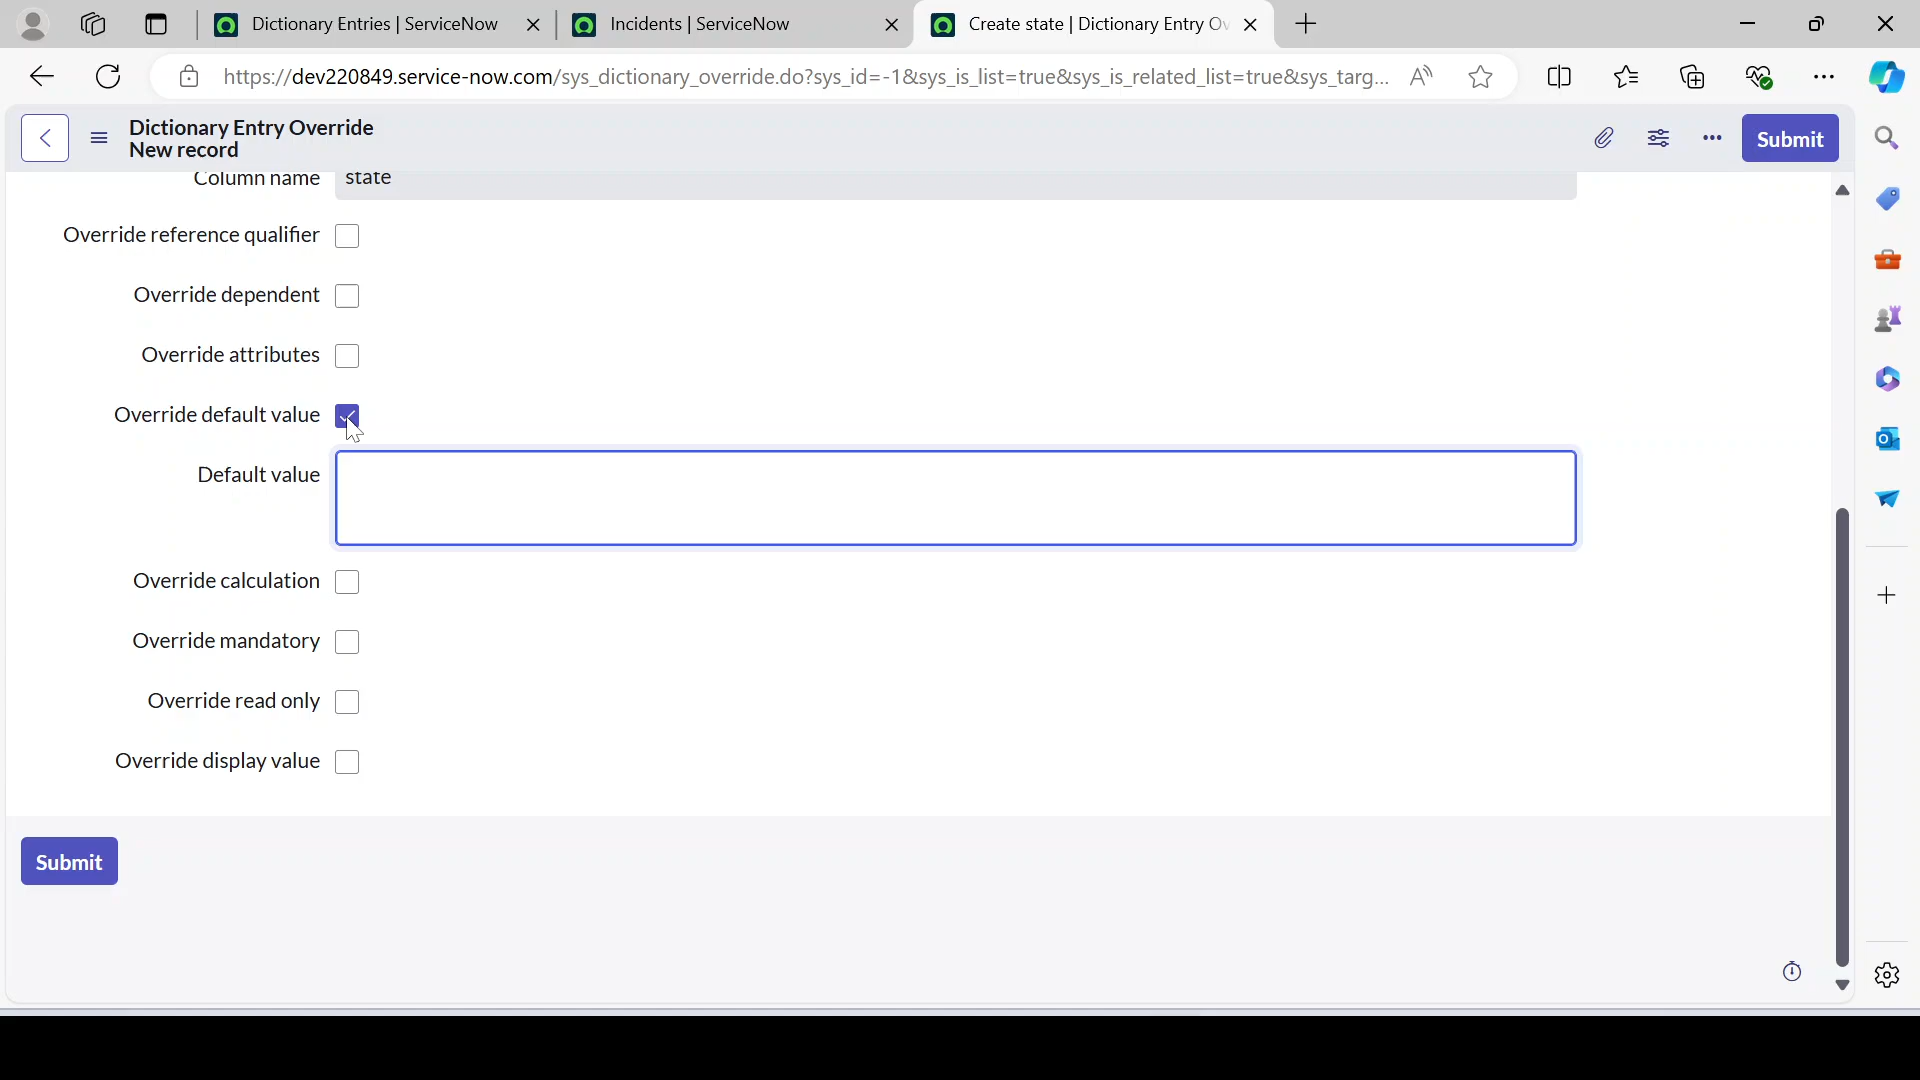 Dictionary Entries | ServiceNow
Incidents | ServiceNow
Create state | Dictionary Entry Ov
https://dev220849.service-now.com/sys_dictionary_override.do?sys_id=-1&sys_is_list=true&sys_is_related_list=true&sys_targ...
Dictionary Entry Override
New record
Submit
Column name state
Override reference qualifier
Override dependent
Override attributes
Override default value
Default value
Override calculation
Override mandatory
Override read only
Override display value
Submit